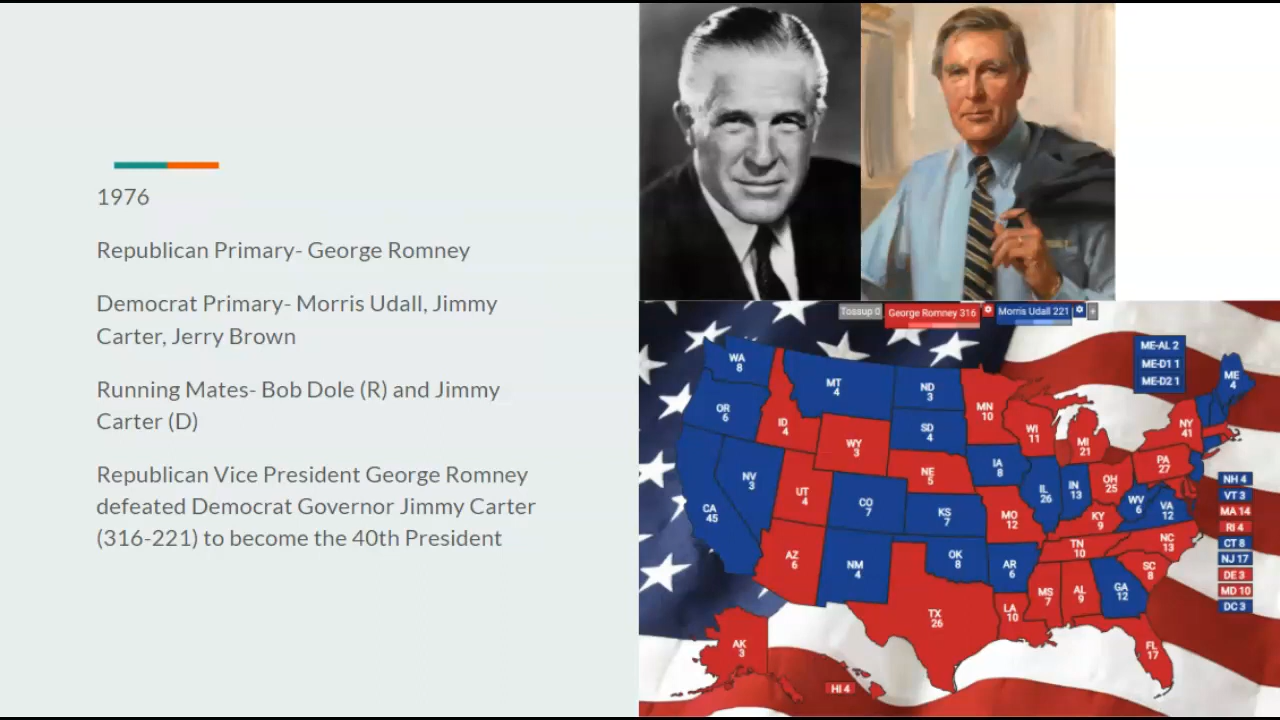 1976
Republican Primary- George Romney
Democrat Primary- Morris Udall, Jimmy
Carter, Jerry Brown
Running Mates- Bob Dole (R) and Jimmy
Carter (D)
Republican Vice President George Romney
defeated Democrat Governor Jimmy Carter
(316-221) to become the 40th President
Tossup 0
George Romney 316
Morris Udall 221
ME-AL 2
ME-D1 1
ME-D2 1
WA
8
OR
6
CA
45
NV
3
ID
4
MT
4
WY
3
UT
4
AZ
6
CO
7
NM
4
ND
3
SD
4
NE
5
KS
7
OK
8
TX
26
MN
10
IA
8
MO
12
AR
6
LA
10
WI
11
IL
26
MI
21
IN
13
OH
25
KY
9
TN
10
MS
7
AL
9
GA
12
FL
17
SC
8
NC
13
VA
12
WV
6
PA
27
NY
41
ME
4
AK
3
HI 4
NH 4
VT 3
MA 14
RI 4
CT 8
NJ 17
DE 3
MD 10
DC 3